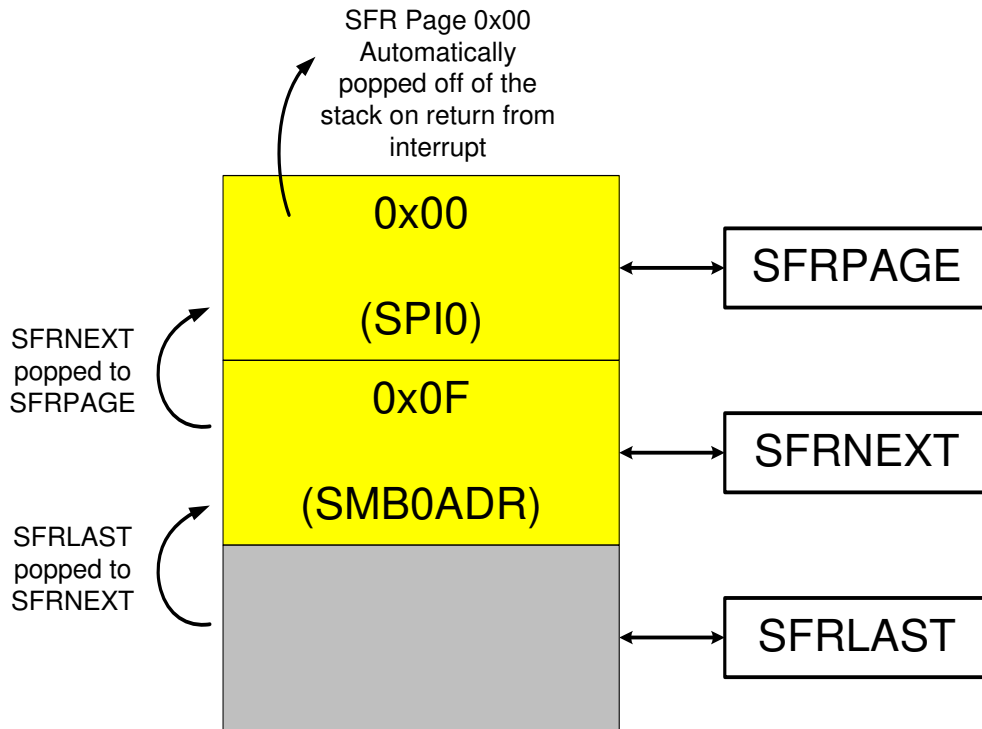 SFR Page 0x00
Automatically
popped off of the
stack on return from
interrupt
0x00
(SPI0)
SFRPAGE
SFRNEXT
popped to
SFRPAGE
0x0F
(SMB0ADR)
SFRNEXT
SFRLAST
popped to
SFRNEXT
SFRLAST